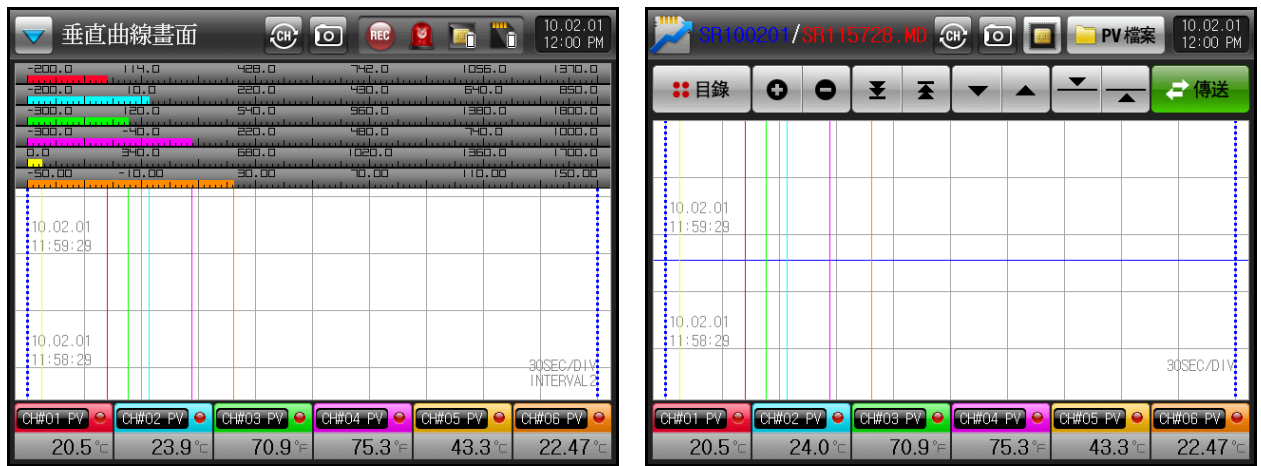 垂直曲線畫面 CH REC 10.02.01
12:00 PM
-200.0 114.0 428.0 742.0 1056.0 1370.0
-200.0 10.0 220.0 430.0 640.0 850.0
-300.0 120.0 540.0 960.0 1380.0 1800.0
-300.0 -40.0 220.0 480.0 740.0 1000.0
0.0 340.0 680.0 1020.0 1360.0 1700.0
-50.00 -10.00 30.00 70.00 110.00 150.00
10.02.01
11:59:29
10.02.01
11:58:29
30SEC/DIV
INTERVAL2
CH#01 PV CH#02 PV CH#03 PV CH#04 PV CH#05 PV CH#06 PV
20.5℃ 23.9℃ 70.9℉ 75.3℉ 43.3℃ 22.47℃
SR100201/SR115728.MD CH PV檔案 10.02.01
12:00 PM
目錄 傳送
10.02.01
11:59:29
10.02.01
11:58:29
30SEC/DIV
CH#01 PV CH#02 PV CH#03 PV CH#04 PV CH#05 PV CH#06 PV
20.5℃ 24.0℃ 70.9℉ 75.3℉ 43.3℃ 22.47℃